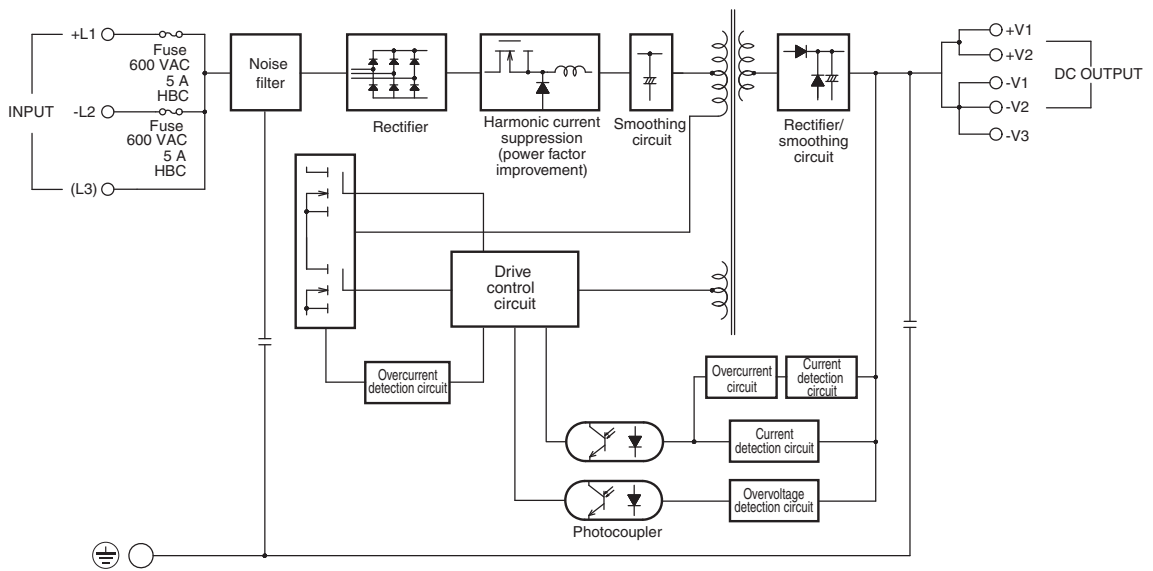 INPUT
+L1
Fuse
600 VAC
5 A
HBC
-L2
Fuse
600 VAC
5 A
HBC
(L3)
Noise
filter
Rectifier
Harmonic current
suppression
(power factor
improvement)
Smoothing
circuit
Rectifier/
smoothing
circuit
+V1
+V2
-V1
-V2
-V3
DC OUTPUT
Drive
control
circuit
Overcurrent
detection circuit
Overcurrent
circuit
Current
detection
circuit
Current
detection circuit
Overvoltage
detection circuit
Photocoupler